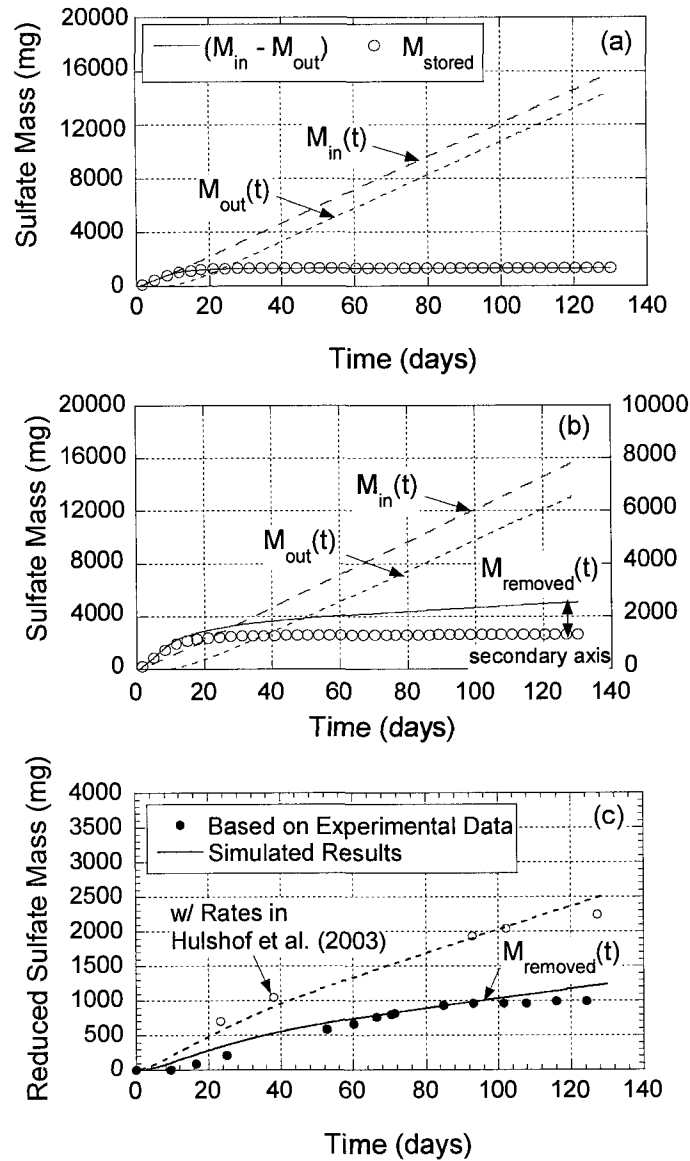 20000
16000
12000
8000
4000
0
Sulfate Mass (mg)
(M_in - M_out) M_stored
(a)
M_in(t)
M_out(t)
0 20 40 60 80 100 120 140
Time (days)
20000
16000
12000
8000
4000
0
Sulfate Mass (mg)
(b)
10000
8000
6000
4000
2000
0
M_in(t)
M_out(t)
M_removed(t)
secondary axis
0 20 40 60 80 100 120 140
Time (days)
4000
3500
3000
2500
2000
1500
1000
500
0
Reduced Sulfate Mass (mg)
Based on Experimental Data
Simulated Results
(c)
w/ Rates in
Hulshof et al. (2003)
M_removed(t)
0 20 40 60 80 100 120 140
Time (days)